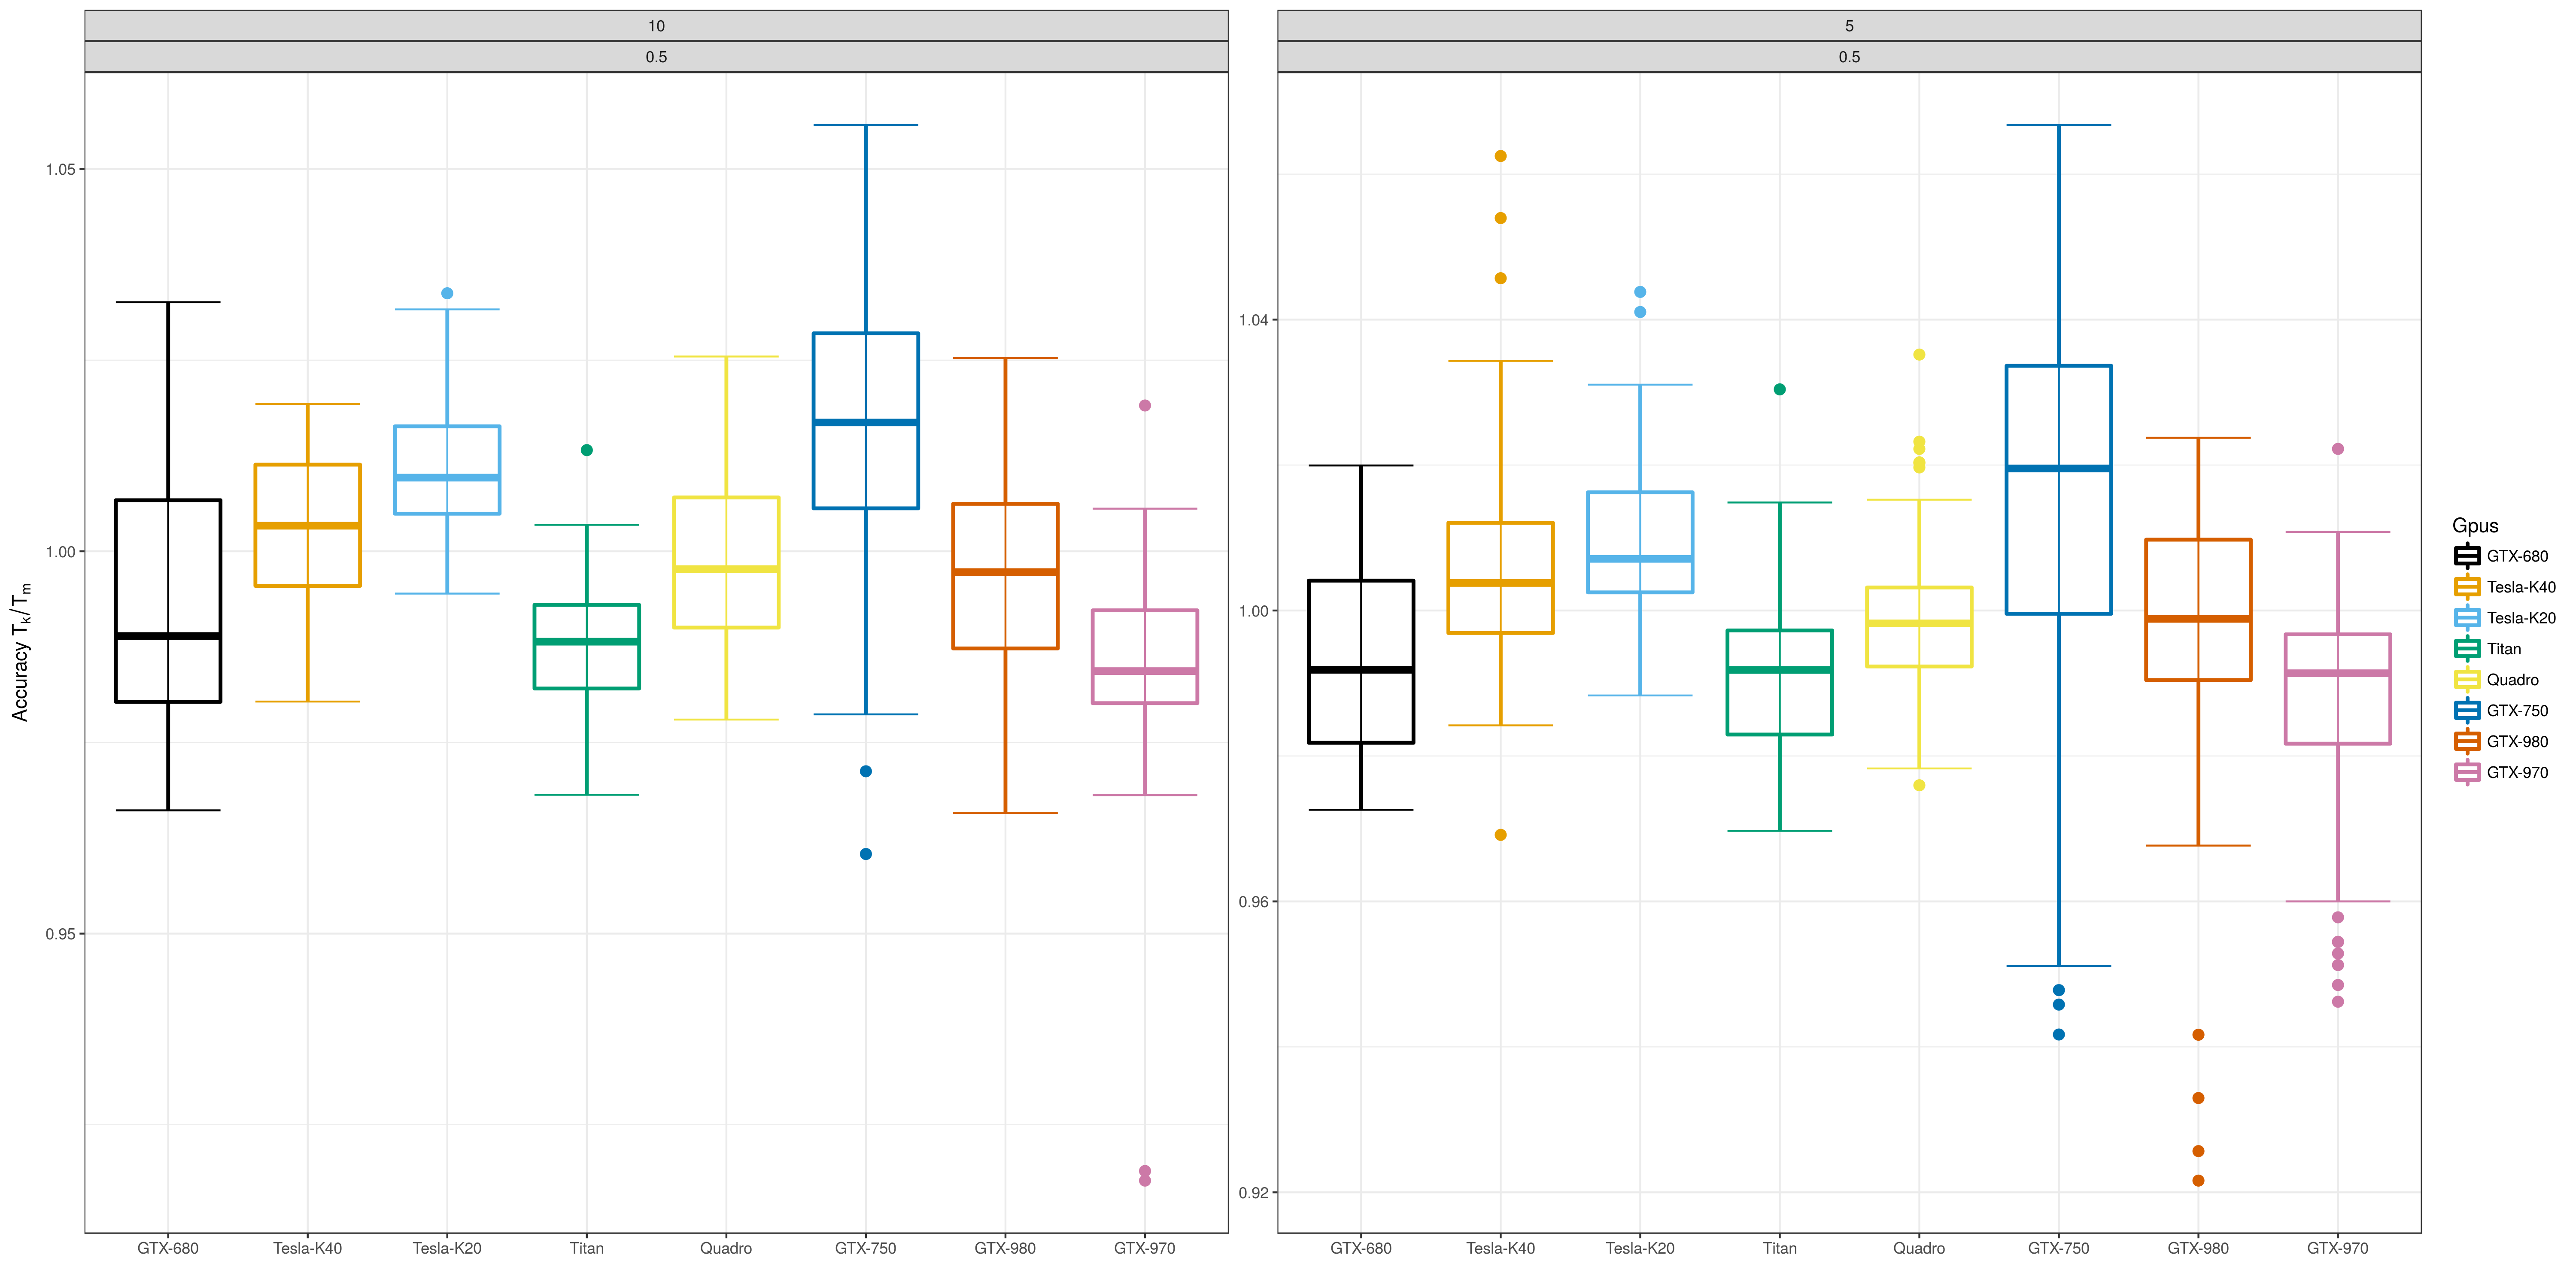 10
5
0.5
0.5
Accuracy Tk/Tm
1.05
1.00
0.95
1.04
1.00
0.96
0.92
GTX-680 Tesla-K40 Tesla-K20 Titan Quadro GTX-750 GTX-980 GTX-970
GTX-680 Tesla-K40 Tesla-K20 Titan Quadro GTX-750 GTX-980 GTX-970
Gpus
GTX-680
Tesla-K40
Tesla-K20
Titan
Quadro
GTX-750
GTX-980
GTX-970